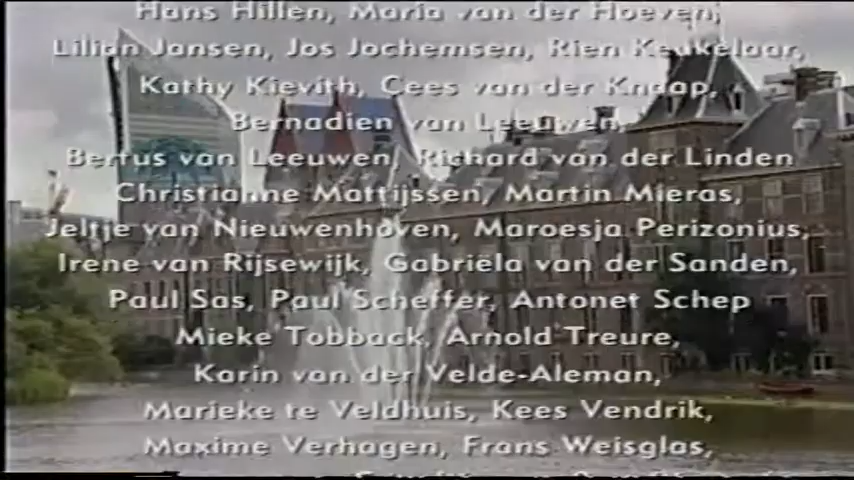 Hans Hillen, Maria van der Hoeven,
Lilian Jansen, Jos Jochemsen, Rien Keukelaar,
Kathy Kievith, Cees van der Knaap,
Bernadien van Leeuwen,
Bertus van Leeuwen, Richard van der Linden
Christianne Mattijssen, Martin Mieras,
Jeltje van Nieuwenhoven, Maroesja Perizonius,
Irene van Rijsewijk, Gabriëla van der Sanden,
Paul Sas, Paul Scheffer, Antonet Schep
Mieke Tobback, Arnold Treure,
Karin van der Velde-Aleman,
Marieke te Veldhuis, Kees Vendrik,
Maxime Verhagen, Frans Weisglas,